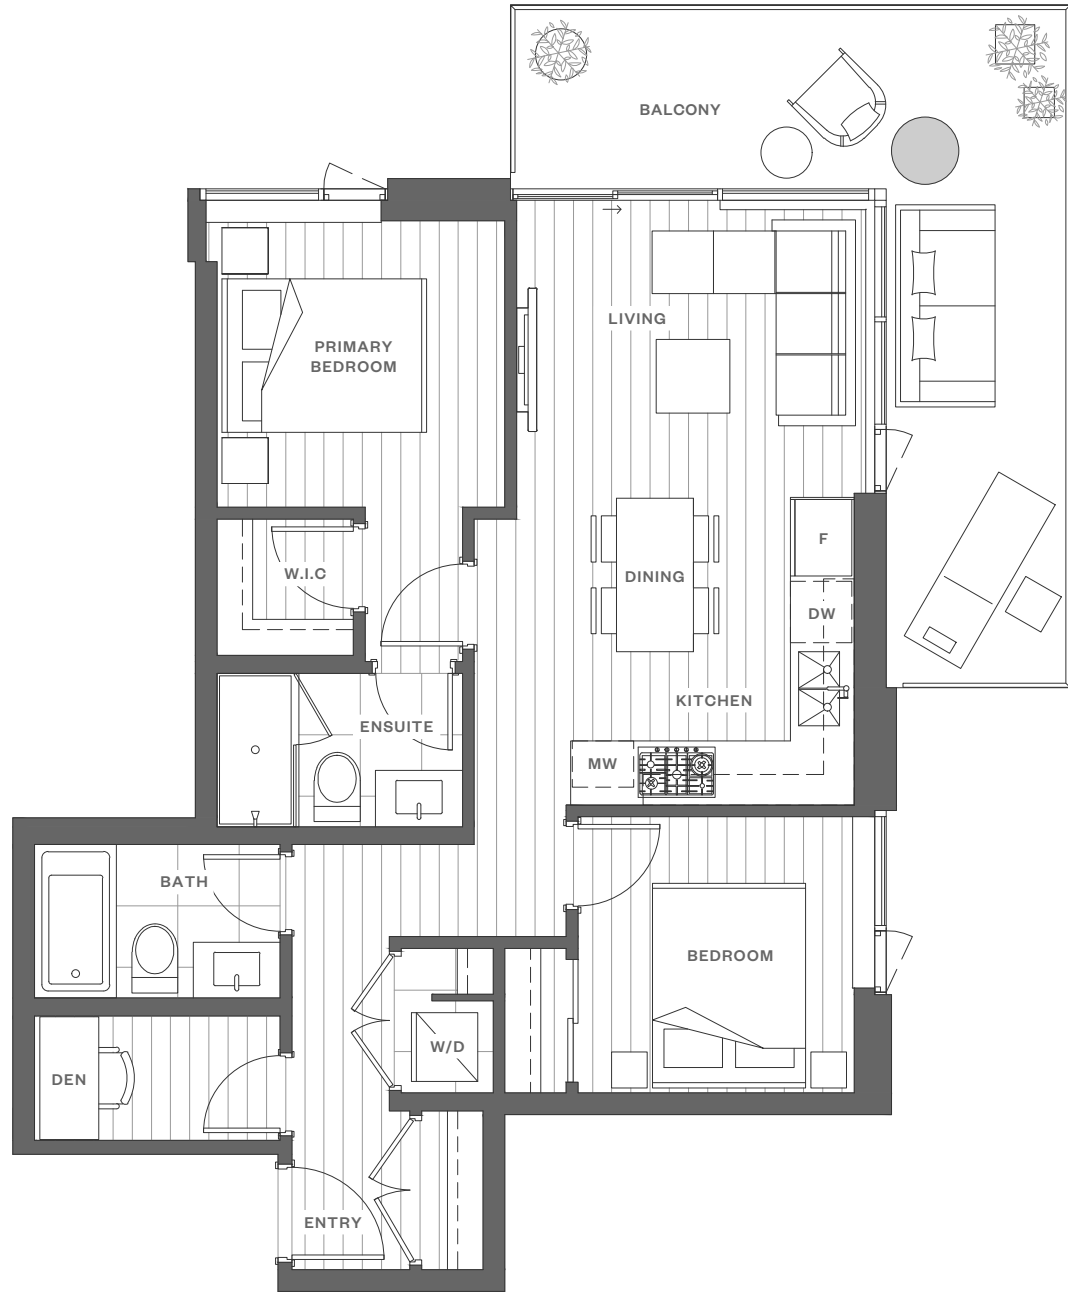 BALCONY
LIVING
PRIMARY
BEDROOM
F
W.I.C
DINING
DW
KITCHEN
ENSUITE
MW
BATH
BEDROOM
W/D
DEN
ENTRY